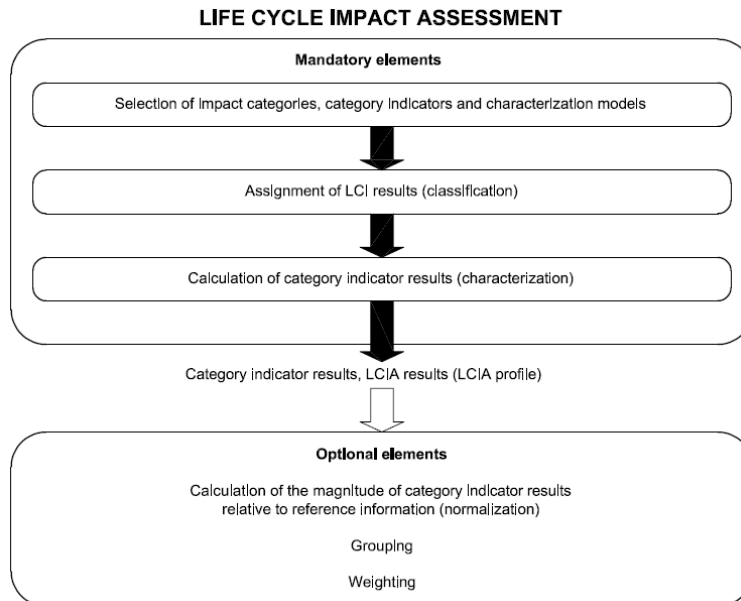 LIFE CYCLE IMPACT ASSESSMENT
Mandatory elements
Selection of impact categories, category indicators and characterization models
Assignment of LCI results (classification)
Calculation of category indicator results (characterization)
Category indicator results, LCIA results (LCIA profile)
Optional elements
Calculation of the magnitude of category indicator results
relative to reference information (normalization)
Grouping
Weighting